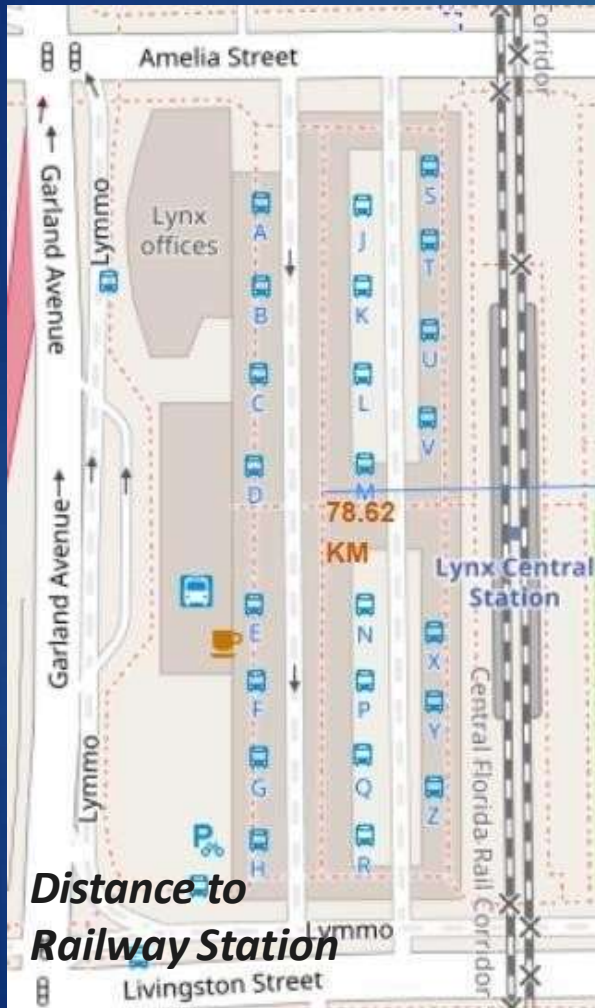 Corridor
Amelia Street
Garland Avenue
Lymmo
Lynx
offices
A
B
C
D
J
K
L
M
S
T
U
V
78.62
KM
Lynx Central
Station
Garland Avenue
E
F
G
H
N
P
Q
R
X
Y
Z
Lymmo
P
Central Florida Rail Corridor
Distance to
Railway Station
Lymmo
Livingston Street